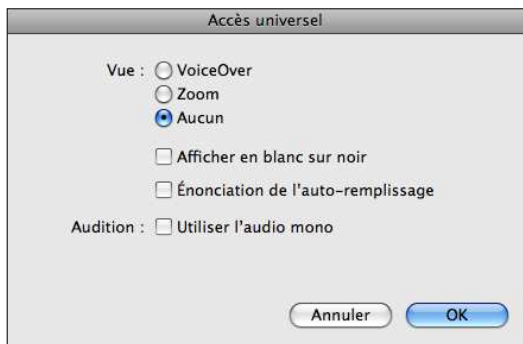 Accès universel
Vue : VoiceOver
Zoom
Aucun
Afficher en blanc sur noir
Énonciation de l'auto-remplissage
Audition : Utiliser l'audio mono
Annuler OK